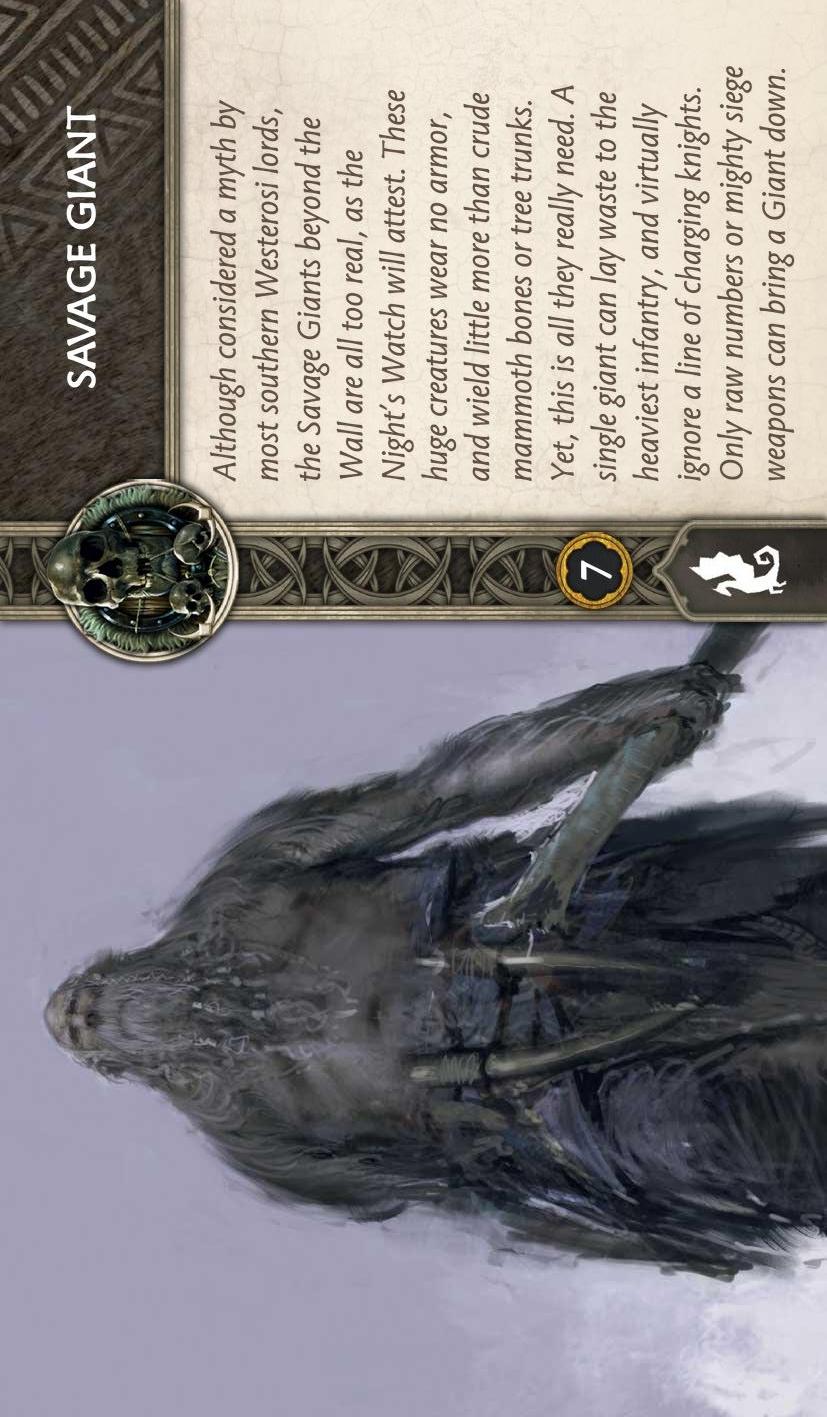 SAVAGE GIANT
Although considered a myth by
most southern Westerosi lords,
the Savage Giants beyond the
Wall are all too real, as the
Night's Watch will attest. These
huge creatures wear no armor,
and wield little more than crude
mammoth bones or tree trunks.
Yet, this is all they really need. A
single giant can lay waste to the
heaviest infantry, and virtually
ignore a line of charging knights.
Only raw numbers or mighty siege
weapons can bring a Giant down.
7